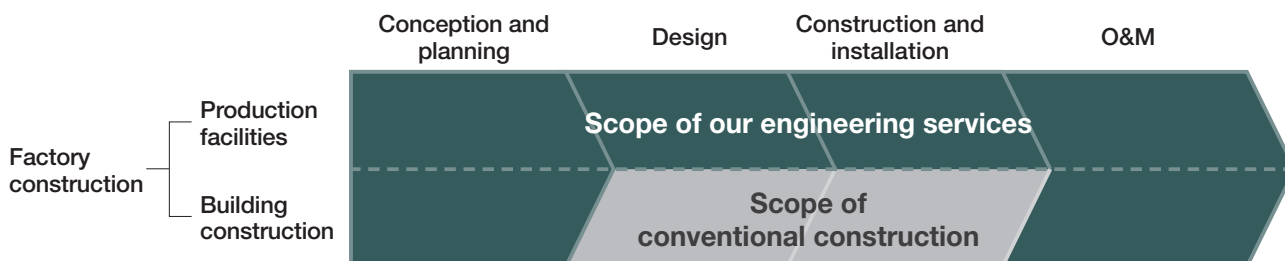 Conception and
planning
Design
Construction and
installation
O&M
Factory
construction
Production
facilities
Building
construction
Scope of our engineering services
Scope of
conventional construction